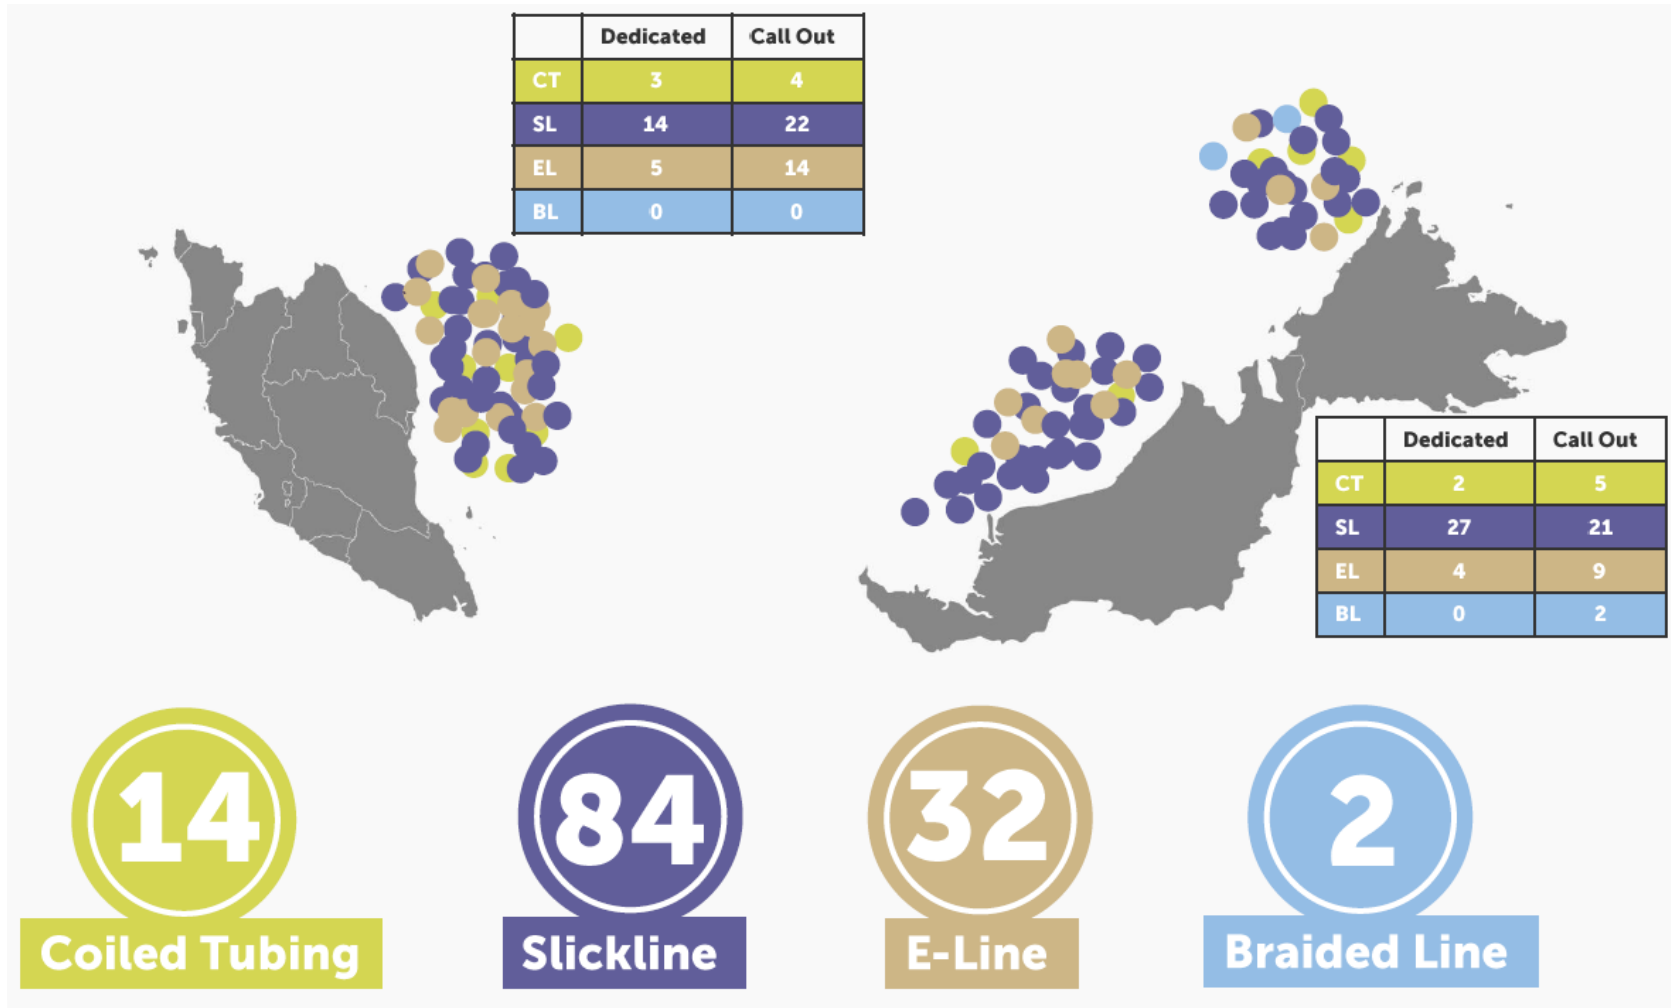 Dedicated Call Out
CT 3 4
SL 14 22
EL 5 14
BL 0 0
Dedicated Call Out
CT 2 5
SL 27 21
EL 4 9
BL 0 2
14
Coiled Tubing
84
Slickline
32
E-Line
2
Braided Line